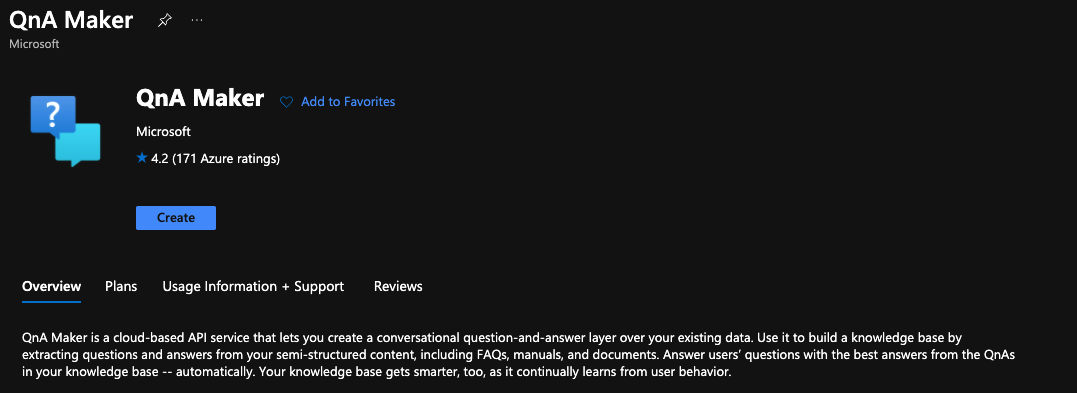 QnA Maker
Microsoft
?
QnA Maker
Add to Favorites
Microsoft
4.2 (171 Azure ratings)
Create
Overview Plans Usage Information + Support Reviews
QnA Maker is a cloud-based API service that lets you create a conversational question-and-answer layer over your existing data. Use it to build a knowledge base by
extracting questions and answers from your semi-structured content, including FAQs, manuals, and documents. Answer users’ questions with the best answers from the QnAs
in your knowledge base -- automatically. Your knowledge base gets smarter, too, as it continually learns from user behavior.